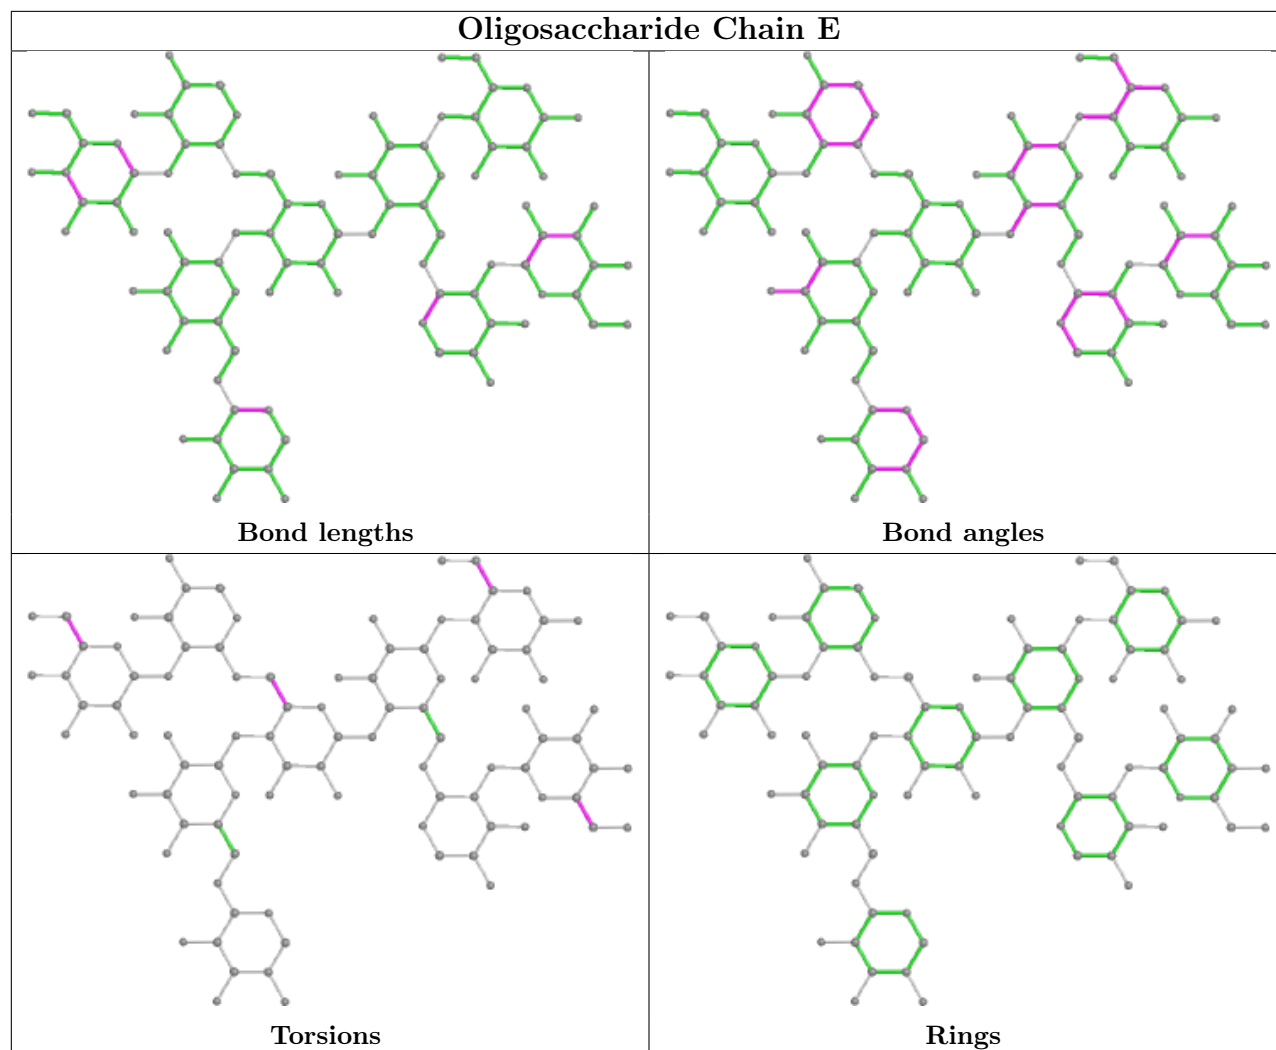 Oligosaccharide Chain E
Bond lengths
Bond angles
Torsions
Rings